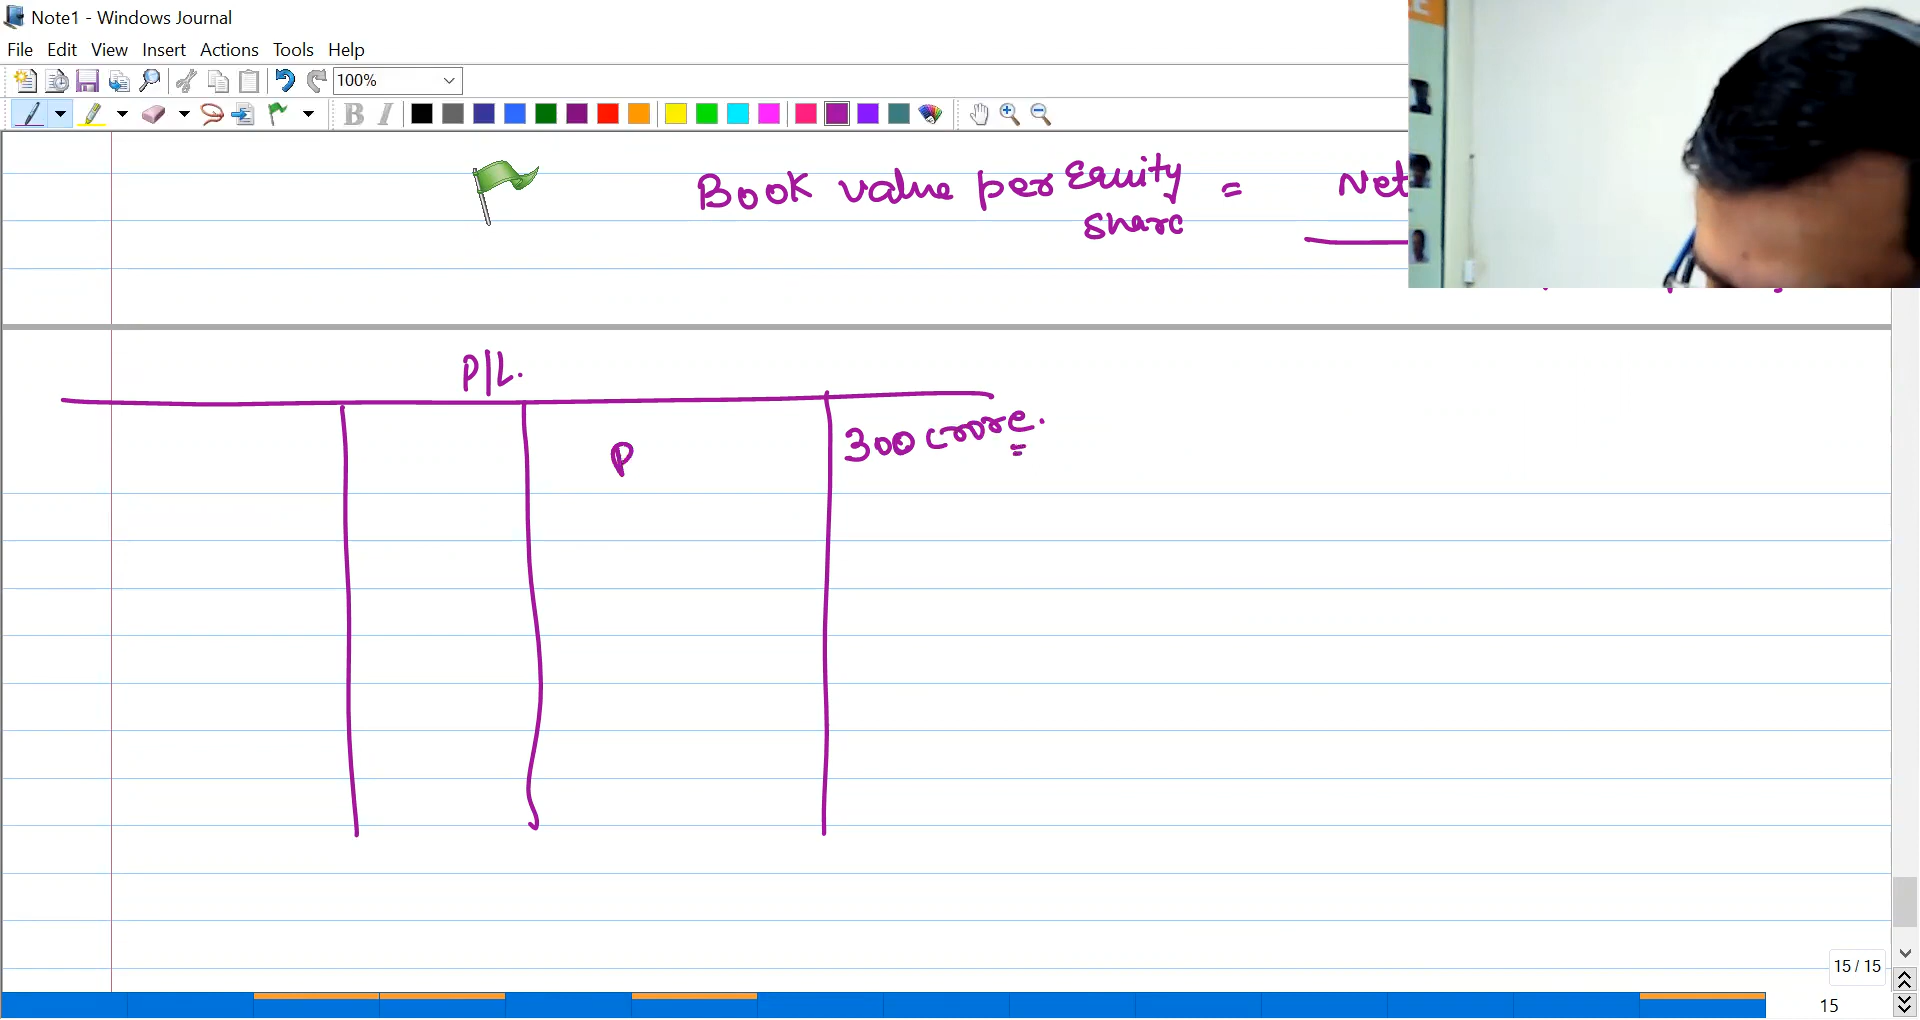 Note1 - Windows Journal
File Edit View Insert Actions Tools Help
100%
B I
Book value per Equity share = Net
P/L.
P 300 crore.
15 / 15
15